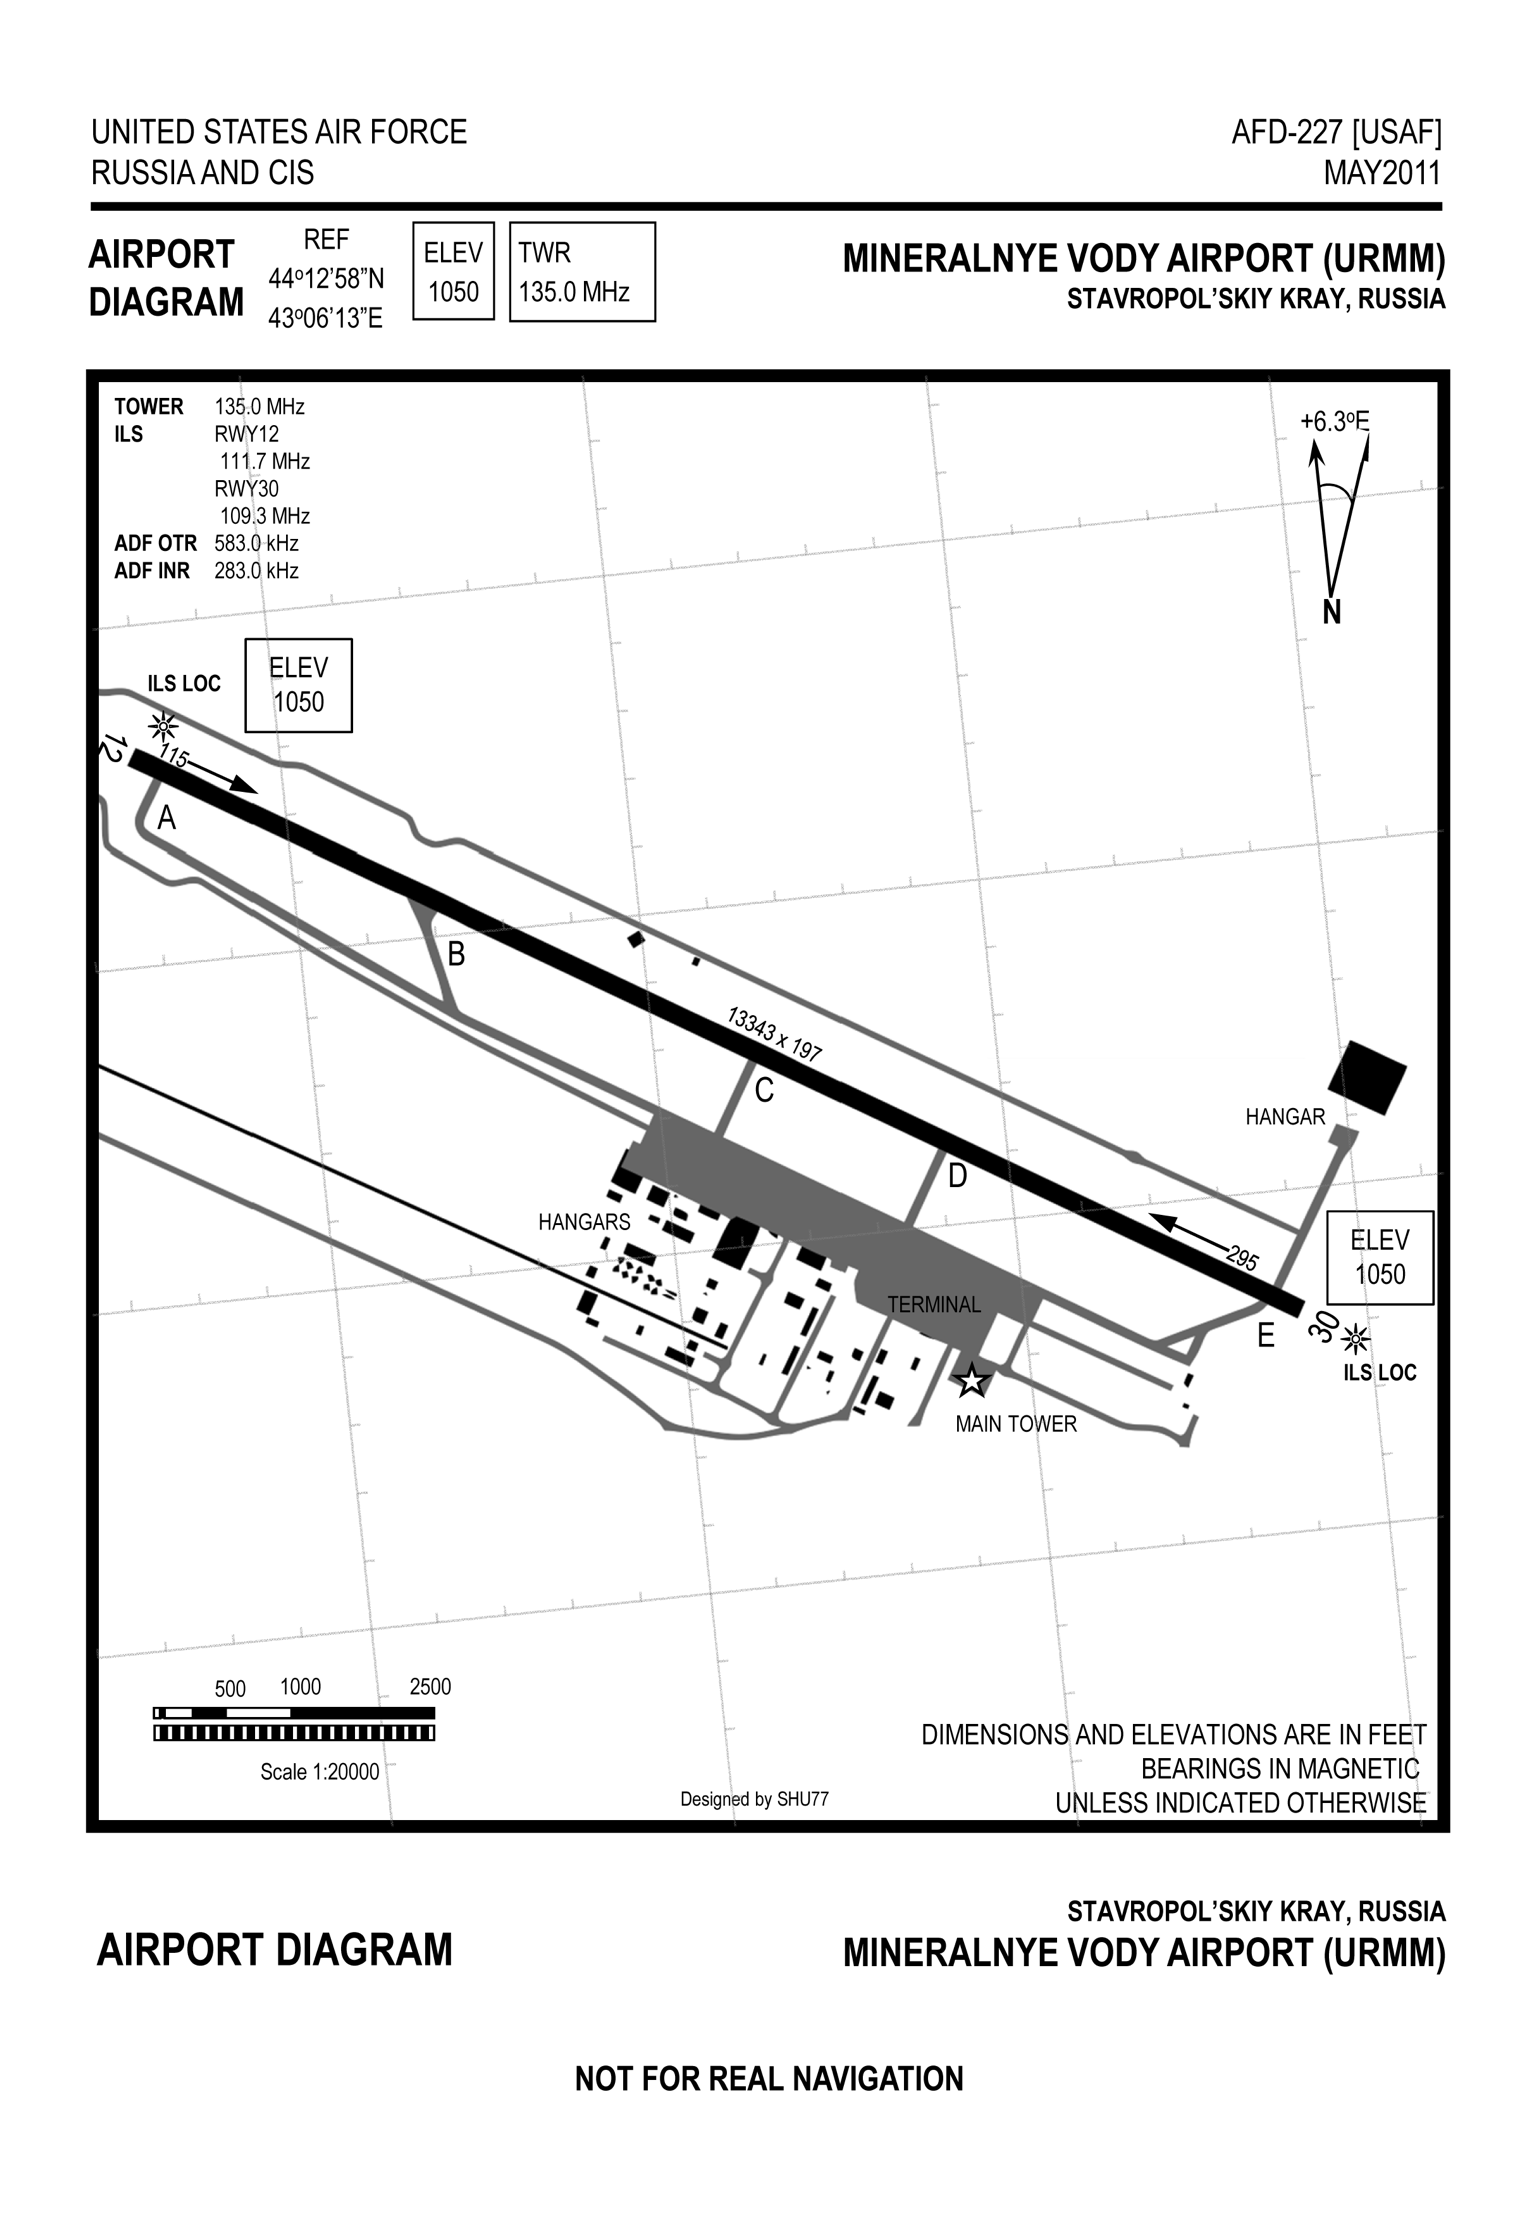 UNITED STATES AIR FORCE
RUSSIA AND CIS
AFD-227 [USAF]
MAY2011
AIRPORT
DIAGRAM
REF
44º12’58”N
43º06’13”E
ELEV
1050
TWR
135.0 MHz
MINERALNYE VODY AIRPORT (URMM)
STAVROPOL’SKIY KRAY, RUSSIA
TOWER 135.0 MHz
ILS RWY12
111.7 MHz
RWY30
109.3 MHz
ADF OTR 583.0 kHz
ADF INR 283.0 kHz
+6.3ºE
N
ILS LOC
ELEV
1050
12
115
A
B
13343 x 197
C
HANGAR
D
HANGARS
295
ELEV
1050
TERMINAL
E
30
ILS LOC
MAIN TOWER
500 1000 2500
Scale 1:20000
Designed by SHU77
DIMENSIONS AND ELEVATIONS ARE IN FEET
BEARINGS IN MAGNETIC
UNLESS INDICATED OTHERWISE
AIRPORT DIAGRAM
STAVROPOL’SKIY KRAY, RUSSIA
MINERALNYE VODY AIRPORT (URMM)
NOT FOR REAL NAVIGATION